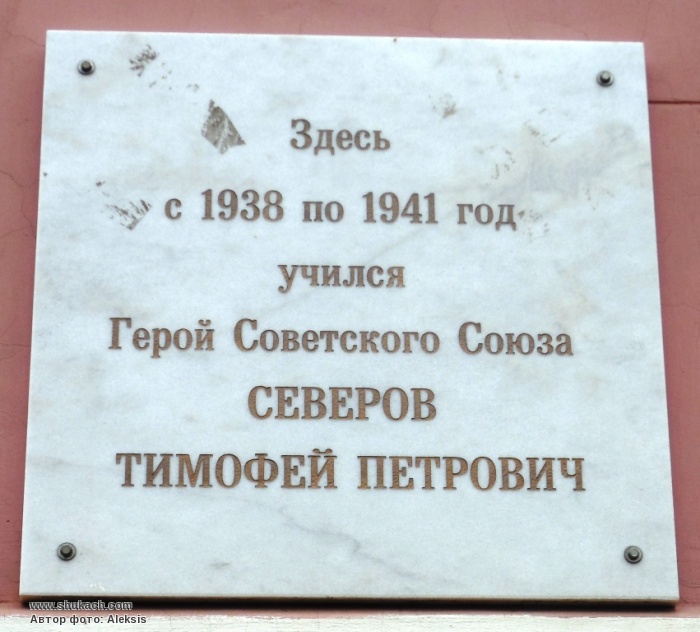 Здесь
с 1938 по 1941 год
учился
Герой Советского Союза
СЕВЕРОВ
ТИМОФЕЙ ПЕТРОВИЧ
www.shukach.com
Автор фото: Aleksis